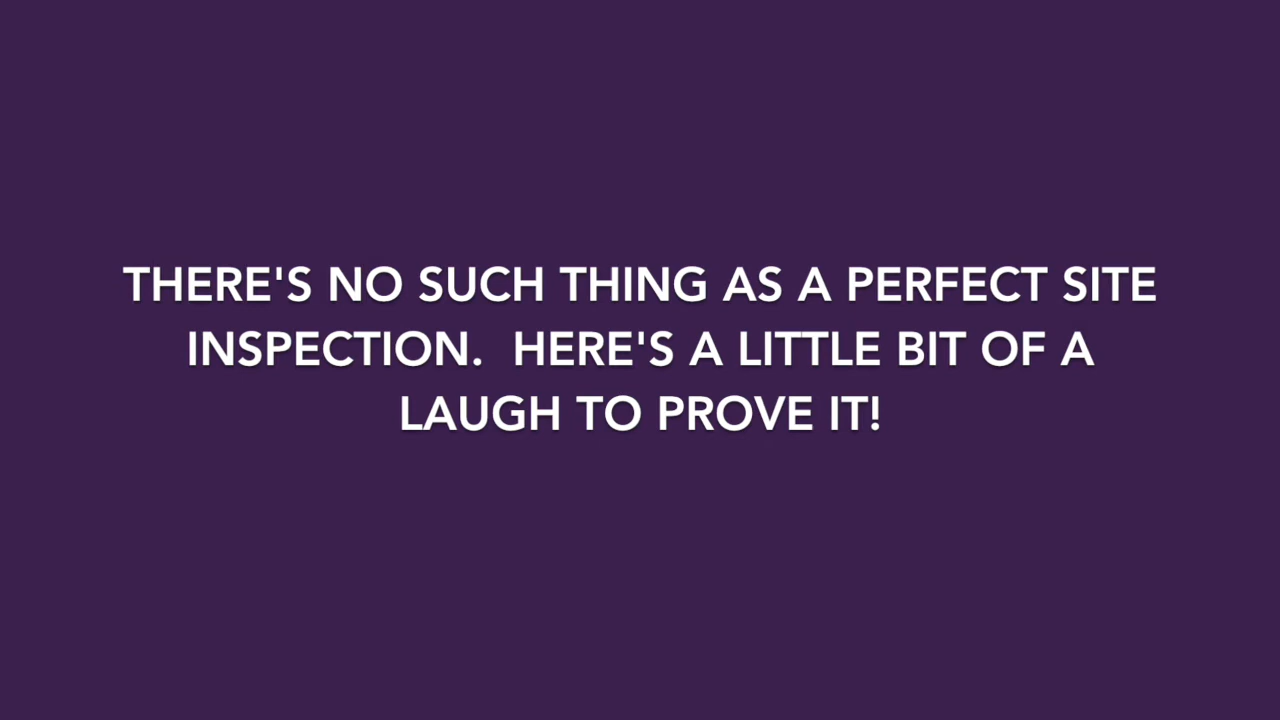 THERE'S NO SUCH THING AS A PERFECT SITE
INSPECTION.  HERE'S A LITTLE BIT OF A
LAUGH TO PROVE IT!